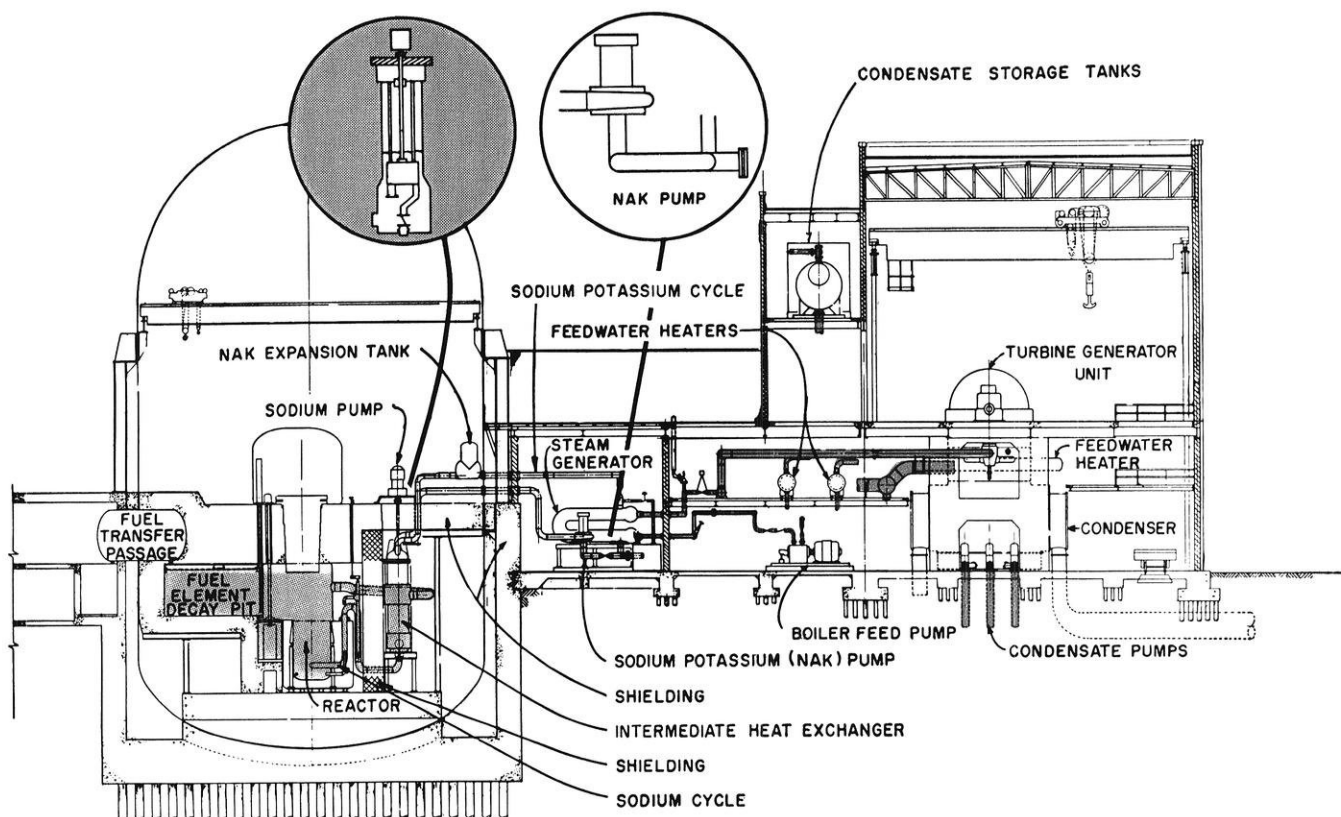 CONDENSATE STORAGE TANKS
NAK PUMP
SODIUM POTASSIUM CYCLE
FEEDWATER HEATERS
NAK EXPANSION TANK
TURBINE GENERATOR
UNIT
SODIUM PUMP
STEAM
GENERATOR
FEEDWATER
HEATER
FUEL
TRANSFER
PASSAGE
CONDENSER
FUEL
ELEMENT
DECAY PIT
BOILER FEED PUMP
CONDENSATE PUMPS
SODIUM POTASSIUM (NAK) PUMP
SHIELDING
REACTOR
INTERMEDIATE HEAT EXCHANGER
SHIELDING
SODIUM CYCLE